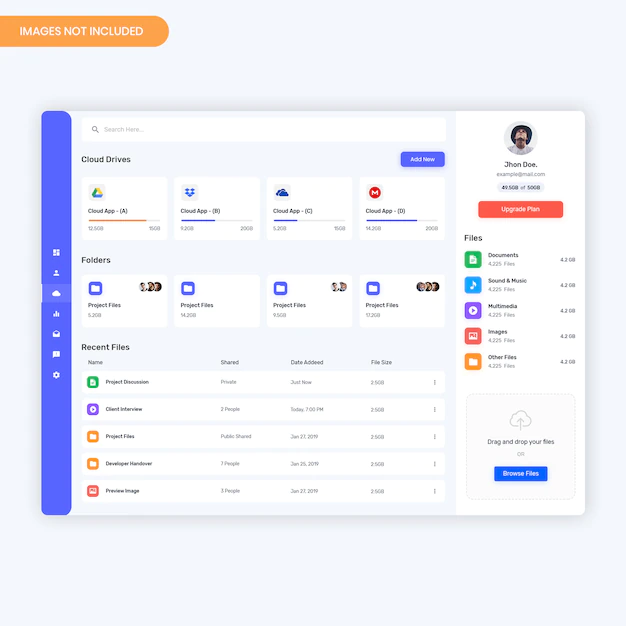 IMAGES NOT INCLUDED
Search Here...
Cloud Drives
Add New
Cloud App - (A)
12.5GB 15GB
Cloud App - (B)
9.2GB 20GB
Cloud App - (C)
5.2GB 15GB
Cloud App - (D)
14.2GB 20GB
Folders
Project Files
5.2GB
Project Files
14.2GB
Project Files
9.5GB
Project Files
17.2GB
Recent Files
Name Shared Date Addeed File Size
Project Discussion Private Just Now 2.5GB
Client Interview 2 People Today, 7:00 PM 2.5GB
Project Files Public Shared Jan 27, 2019 2.5GB
Developer Handover 7 People Jan 25, 2019 2.5GB
Preview Image 3 People Jan 27, 2019 2.5GB
Jhon Doe.
example@mail.com
49.5GB of 50GB
Upgrade Plan
Files
Documents
4,225 Files 4.2 GB
Sound & Music
4,225 Files 4.2 GB
Multimedia
4,225 Files 4.2 GB
Images
4,225 Files 4.2 GB
Other Files
4,225 Files 4.2 GB
Drag and drop your files
OR
Browse Files